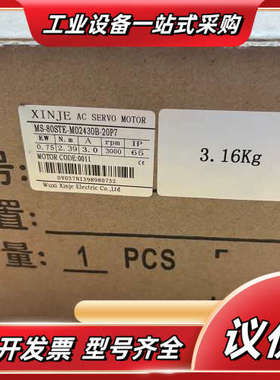 工业设备一站式采购
XINJE AC SERVO MOTOR
MS-80STE-M02430B-20P7
KW N.m A rpm IP
0.75 2.39 3.0 3000 65
MOTOR CODE:0011
Wuxi Xinje Electric Co.,Ltd
3.16Kg
号
置
量: 1 PCS
开发票 型号齐全 议价